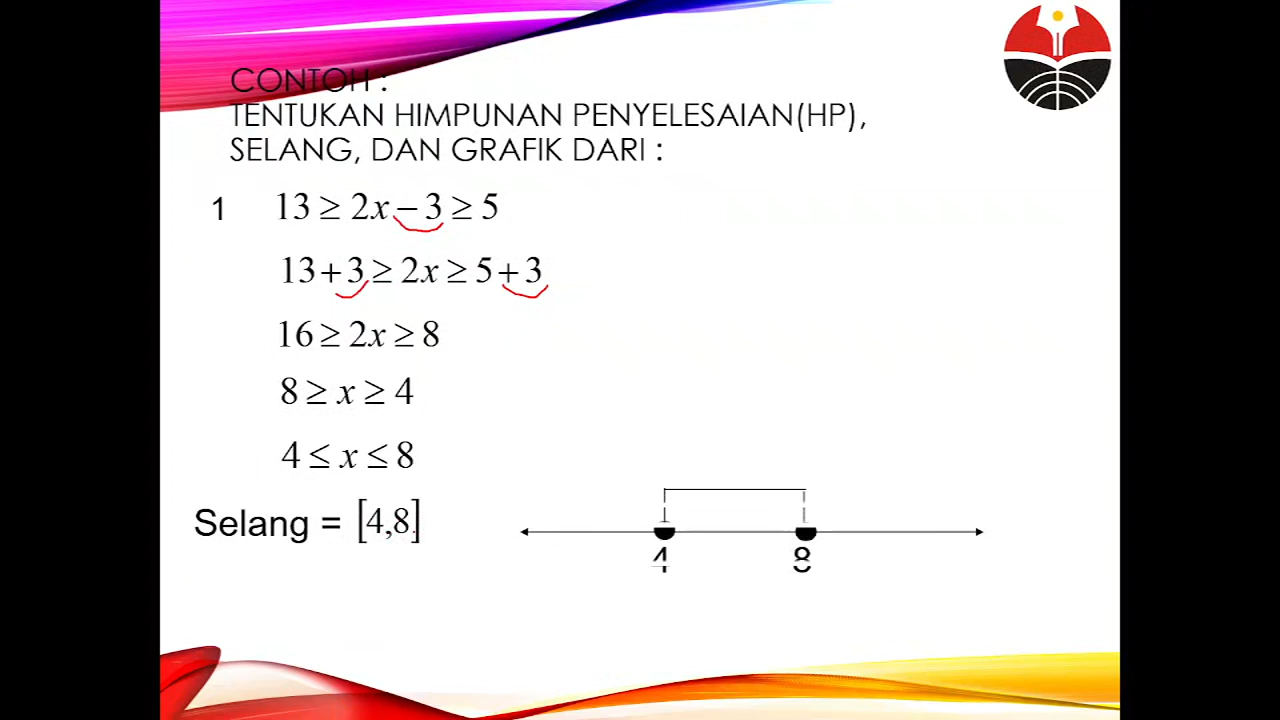 CONTOH :
TENTUKAN HIMPUNAN PENYELESAIAN(HP),
SELANG, DAN GRAFIK DARI :
1 13 ≥ 2x − 3 ≥ 5
13 + 3 ≥ 2x ≥ 5 + 3
16 ≥ 2x ≥ 8
8 ≥ x ≥ 4
4 ≤ x ≤ 8
Selang = [4,8]
4 8